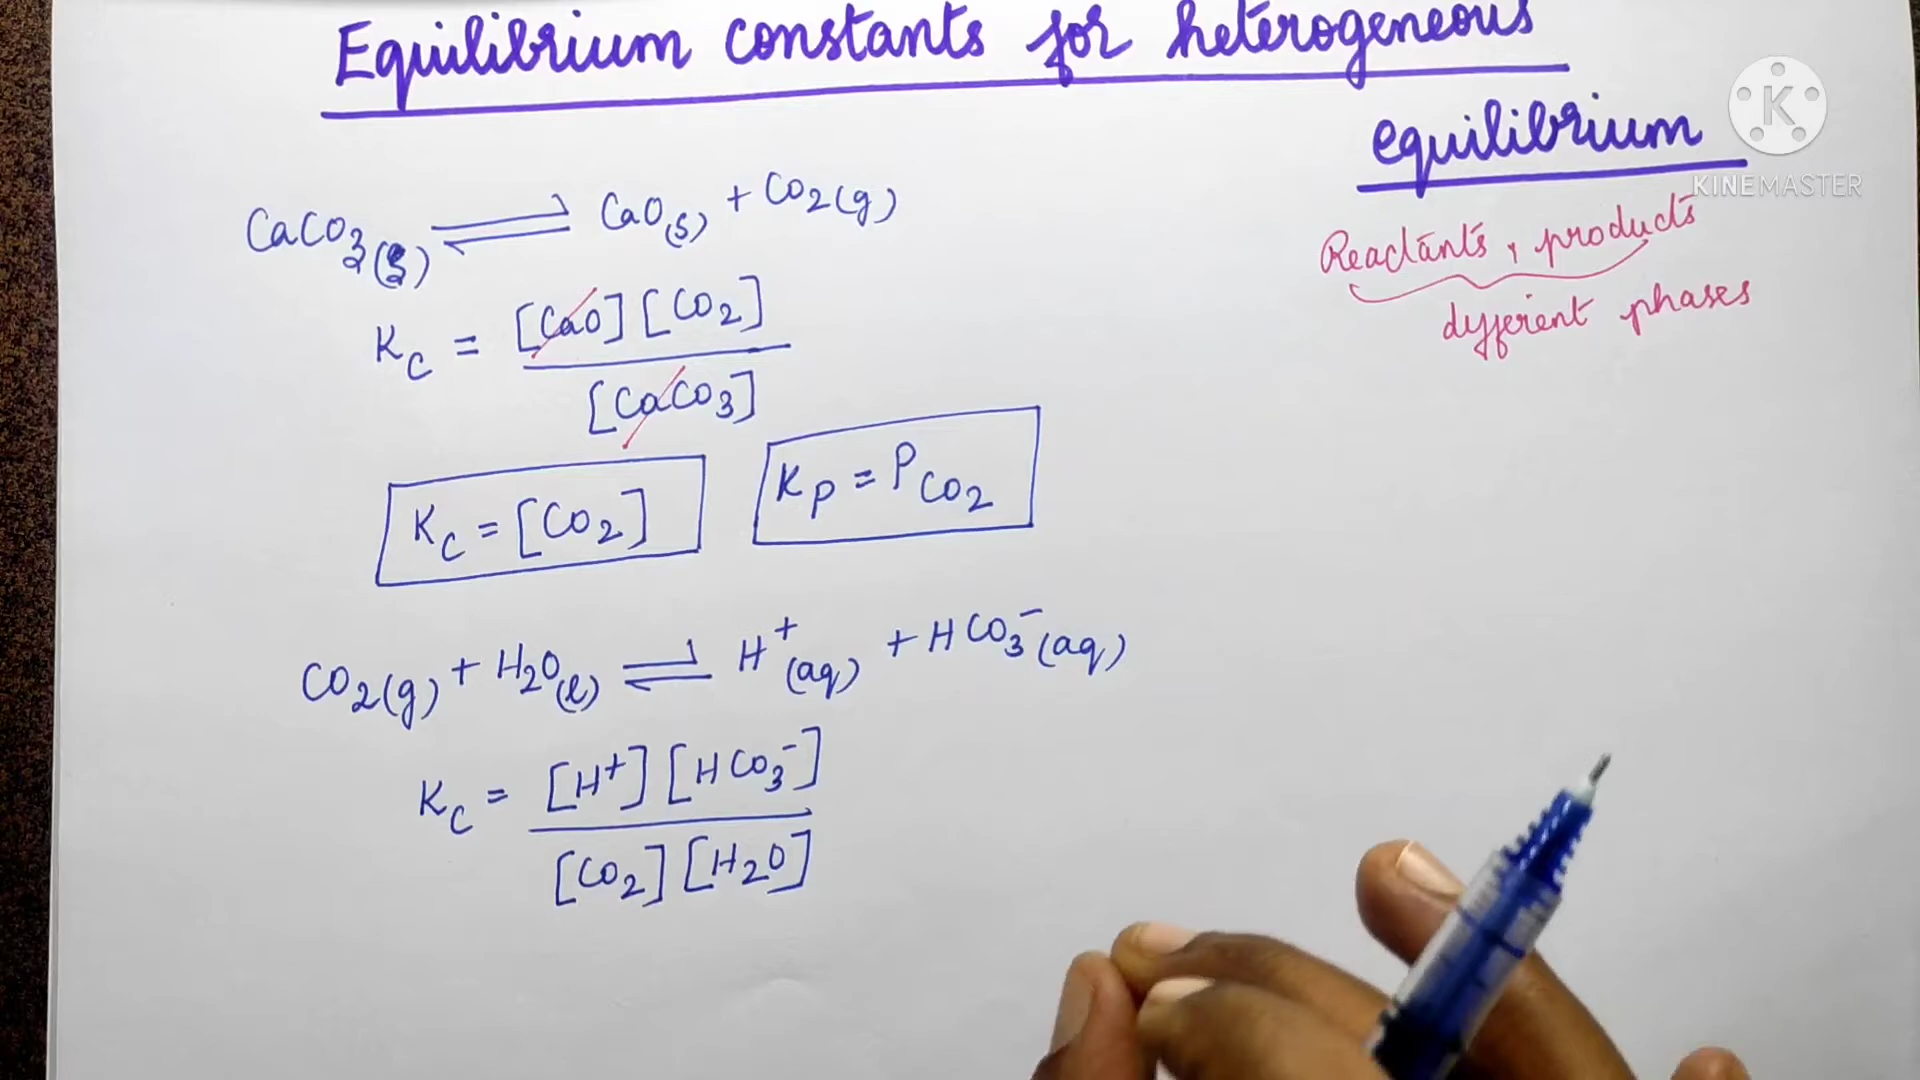 Equilibrium constants for heterogeneous
equilibrium
K
KINEMASTER
Reactants, products
different phases
CaCO3(s) ⇌ CaO(s) + CO2(g)
Kc = [CaO][CO2]
[CaCO3]
Kc = [CO2]
KP = PCO2
CO2(g) + H2O(l) ⇌ H+(aq) + HCO3-(aq)
Kc = [H+][HCO3-]
[CO2][H2O]